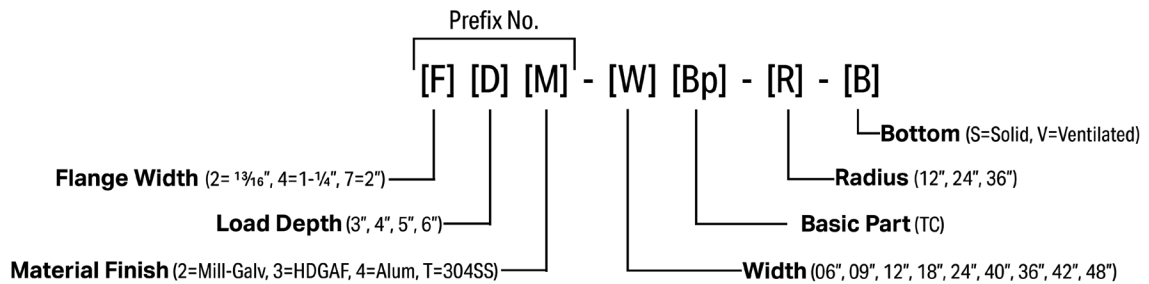 Prefix No.
[F] [D] [M] - [W] [Bp] - [R] - [B]
Bottom (S=Solid, V=Ventilated)
Flange Width (2= 13/16", 4=1-1/4", 7=2")
Radius (12", 24", 36")
Load Depth (3", 4", 5", 6")
Basic Part (TC)
Material Finish (2=Mill-Galv, 3=HDGAF, 4=Alum, T=304SS)
Width (06", 09", 12", 18", 24", 40", 36", 42", 48")